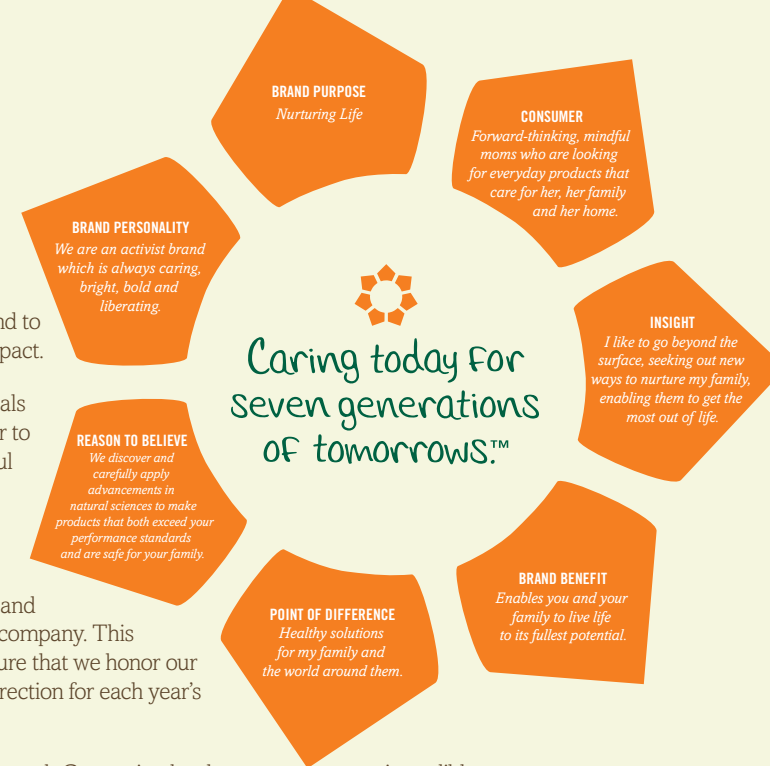 BRAND PURPOSE
Nurturing Life
CONSUMER
Forward-thinking, mindful
moms who are looking
for everyday products that
care for her, her family
and her home.
INSIGHT
I like to go beyond the
surface, seeking out new
ways to nurture my family,
enabling them to get the
most out of life.
BRAND BENEFIT
Enables you and your
family to live life
to its fullest potential.
POINT OF DIFFERENCE
Healthy solutions
for my family and
the world around them.
REASON TO BELIEVE
We discover and
carefully apply
advancements in
natural sciences to make
products that both exceed your
performance standards
and are safe for your family.
BRAND PERSONALITY
We are an activist brand
which is always caring,
bright, bold and
liberating.
Caring today for
seven generations
of tomorrows.™
to
and
company. This
that we honor our
for each year's